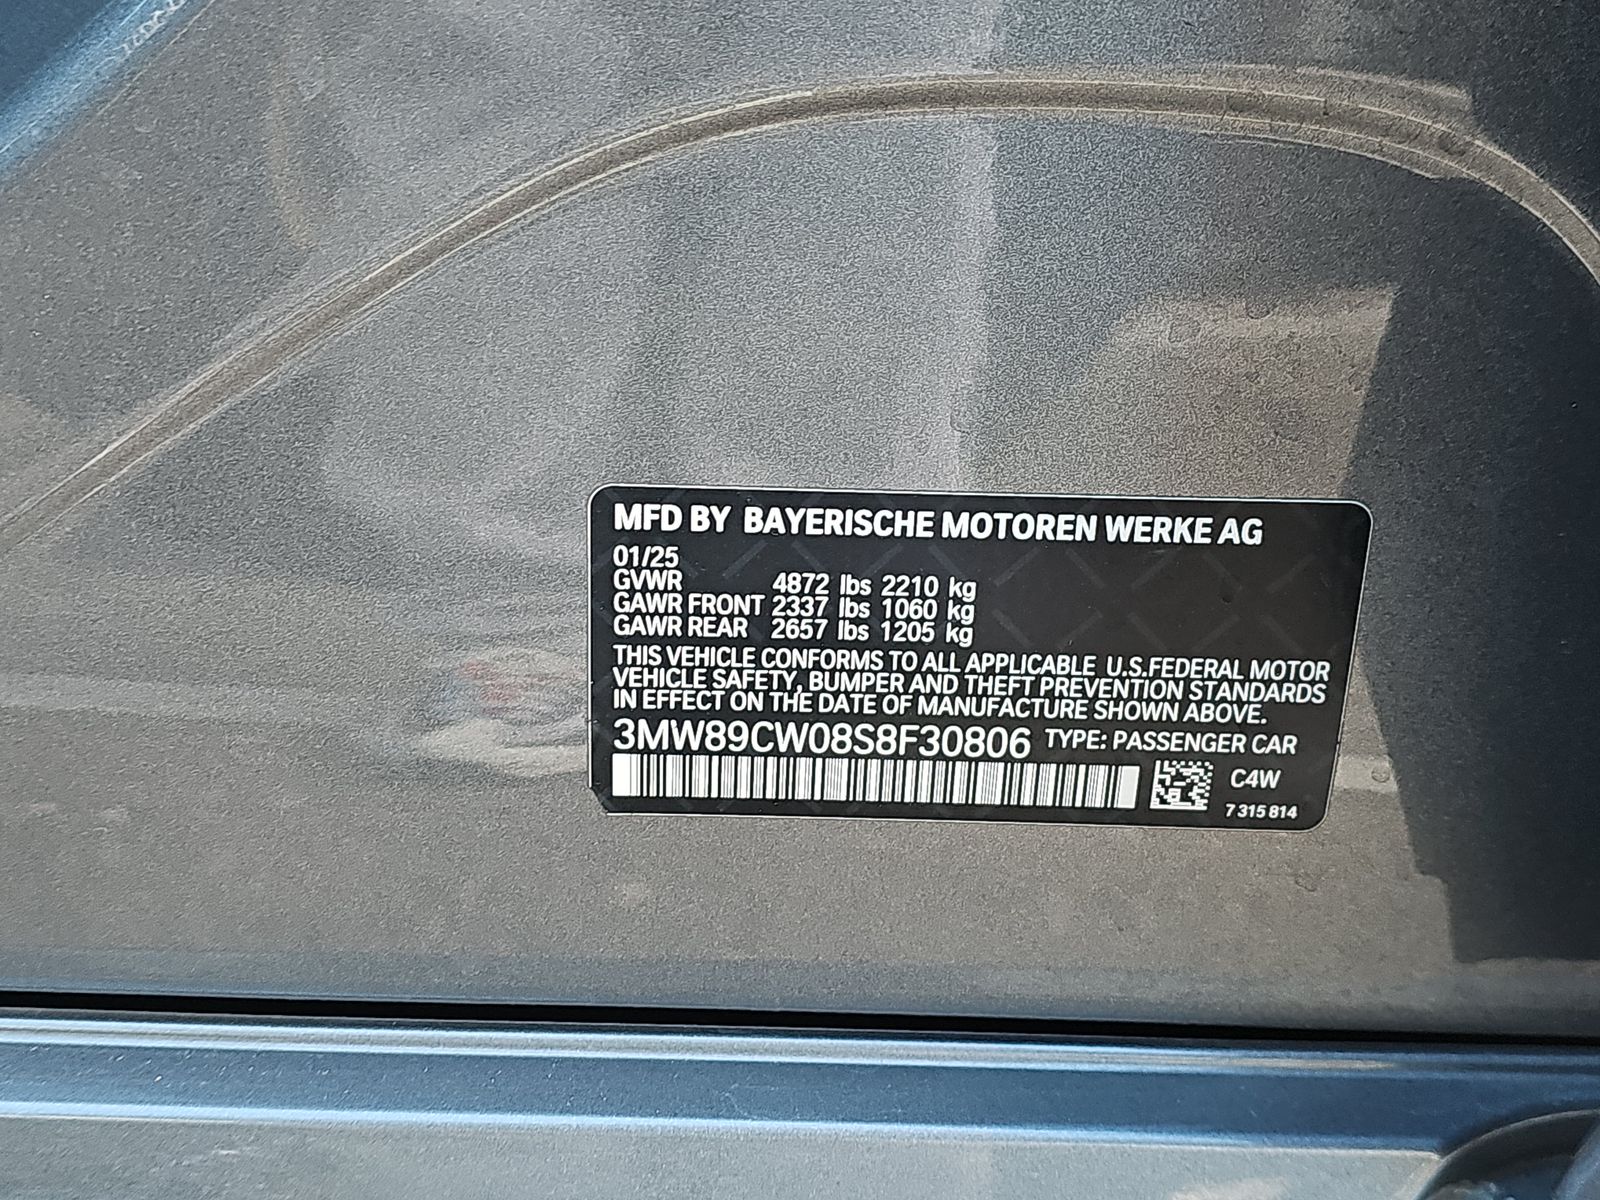 MFD BY BAYERISCHE MOTOREN WERKE AG
01/25
GVWR 4872 lbs 2210 kg
GAWR FRONT 2337 lbs 1060 kg
GAWR REAR 2657 lbs 1205 kg
THIS VEHICLE CONFORMS TO ALL APPLICABLE U.S.FEDERAL MOTOR
VEHICLE SAFETY, BUMPER AND THEFT PREVENTION STANDARDS
IN EFFECT ON THE DATE OF MANUFACTURE SHOWN ABOVE.
3MW89CW08S8F30806 TYPE: PASSENGER CAR
C4W
7 315 814